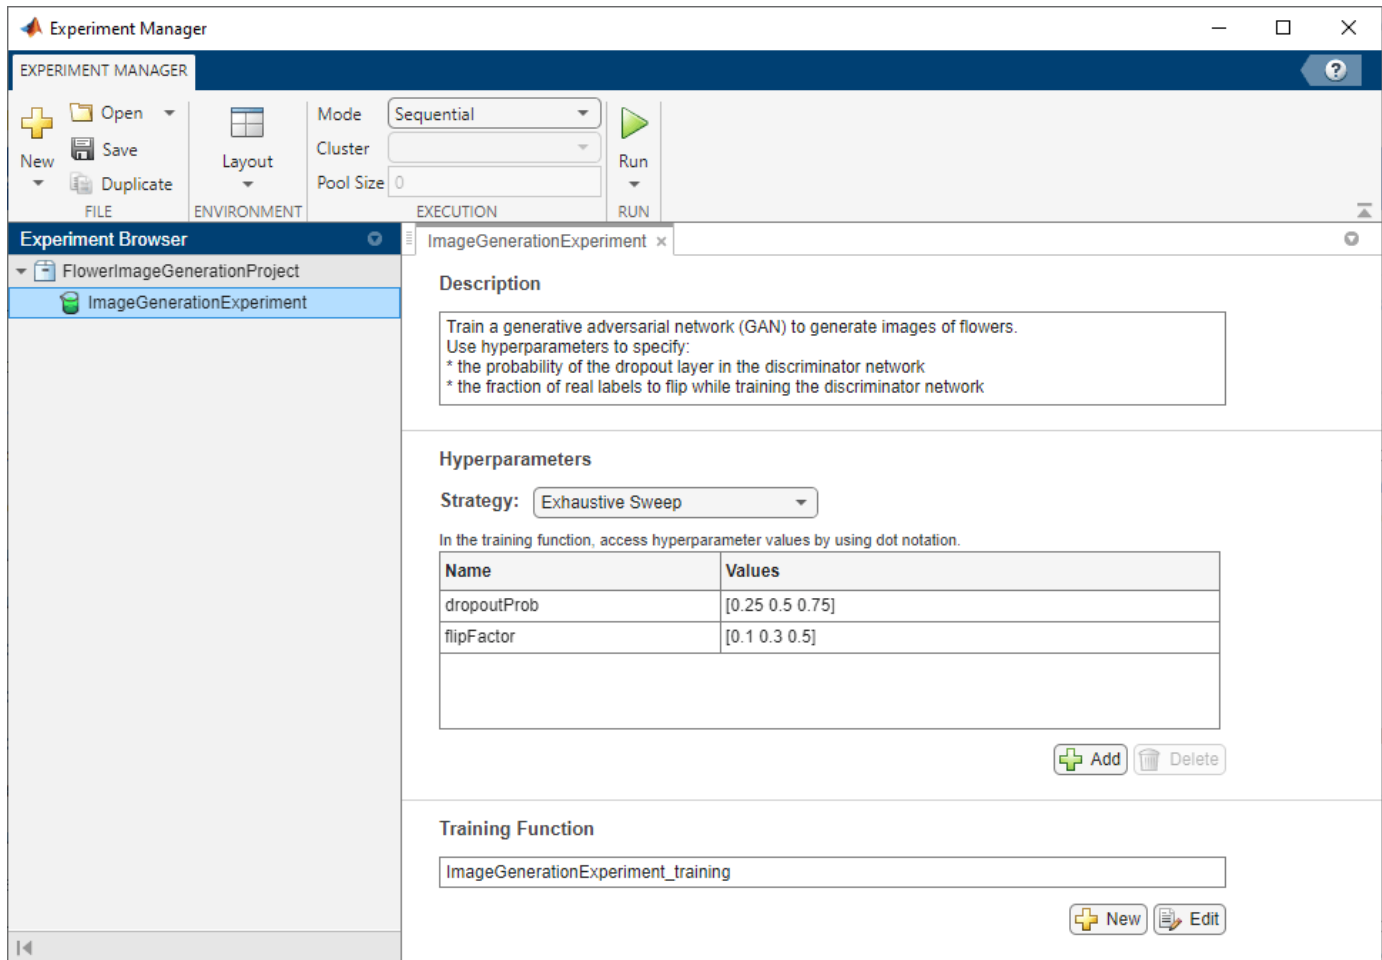 Experiment Manager
EXPERIMENT MANAGER
?
New
Open
Save
Duplicate
FILE
Layout
ENVIRONMENT
Mode Sequential
Cluster
Pool Size 0
EXECUTION
Run
RUN
Experiment Browser
FlowerImageGenerationProject
ImageGenerationExperiment
ImageGenerationExperiment ×
Description
Train a generative adversarial network (GAN) to generate images of flowers.
Use hyperparameters to specify:
* the probability of the dropout layer in the discriminator network
* the fraction of real labels to flip while training the discriminator network
Hyperparameters
Strategy: Exhaustive Sweep
In the training function, access hyperparameter values by using dot notation.
Name Values
dropoutProb [0.25 0.5 0.75]
flipFactor [0.1 0.3 0.5]
Add Delete
Training Function
ImageGenerationExperiment_training
New Edit